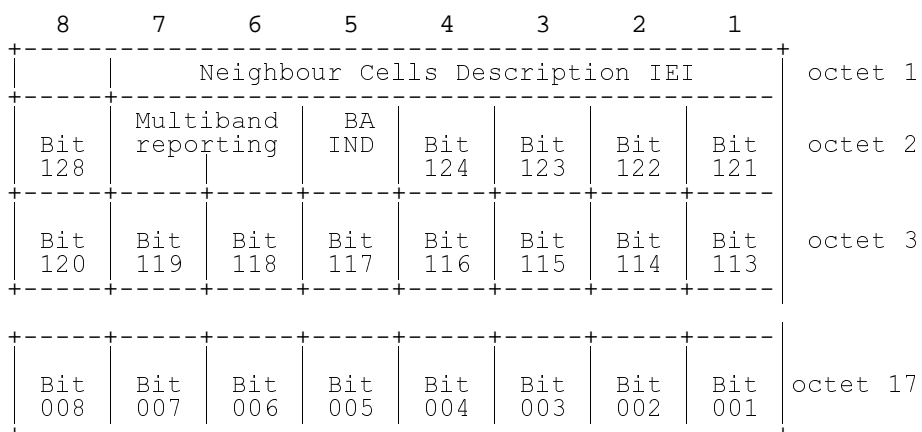 8 7 6 5 4 3 2 1
Neighbour Cells Description IEI octet 1
Multiband BA
Bit reporting IND Bit Bit Bit Bit octet 2
128 124 123 122 121
Bit Bit Bit Bit Bit Bit Bit Bit octet 3
120 119 118 117 116 115 114 113
Bit Bit Bit Bit Bit Bit Bit Bit octet 17
008 007 006 005 004 003 002 001